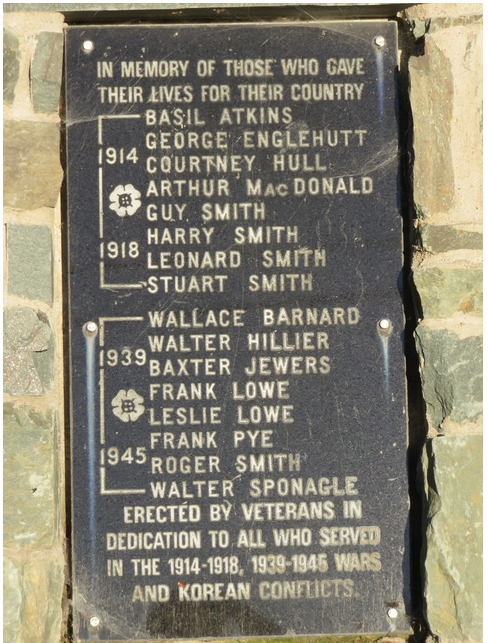 IN MEMORY OF THOSE WHO GAVE
THEIR LIVES FOR THEIR COUNTRY
1914
1918
BASIL ATKINS
GEORGE ENGLEHUTT
COURTNEY HULL
ARTHUR MacDONALD
GUY SMITH
HARRY SMITH
LEONARD SMITH
STUART SMITH
1939
1945
WALLACE BARNARD
WALTER HILLIER
BAXTER JEWERS
FRANK LOWE
LESLIE LOWE
FRANK PYE
ROGER SMITH
WALTER SPONAGLE
ERECTED BY VETERANS IN
DEDICATION TO ALL WHO SERVED
IN THE 1914-1918, 1939-1945 WARS
AND KOREAN CONFLICTS.